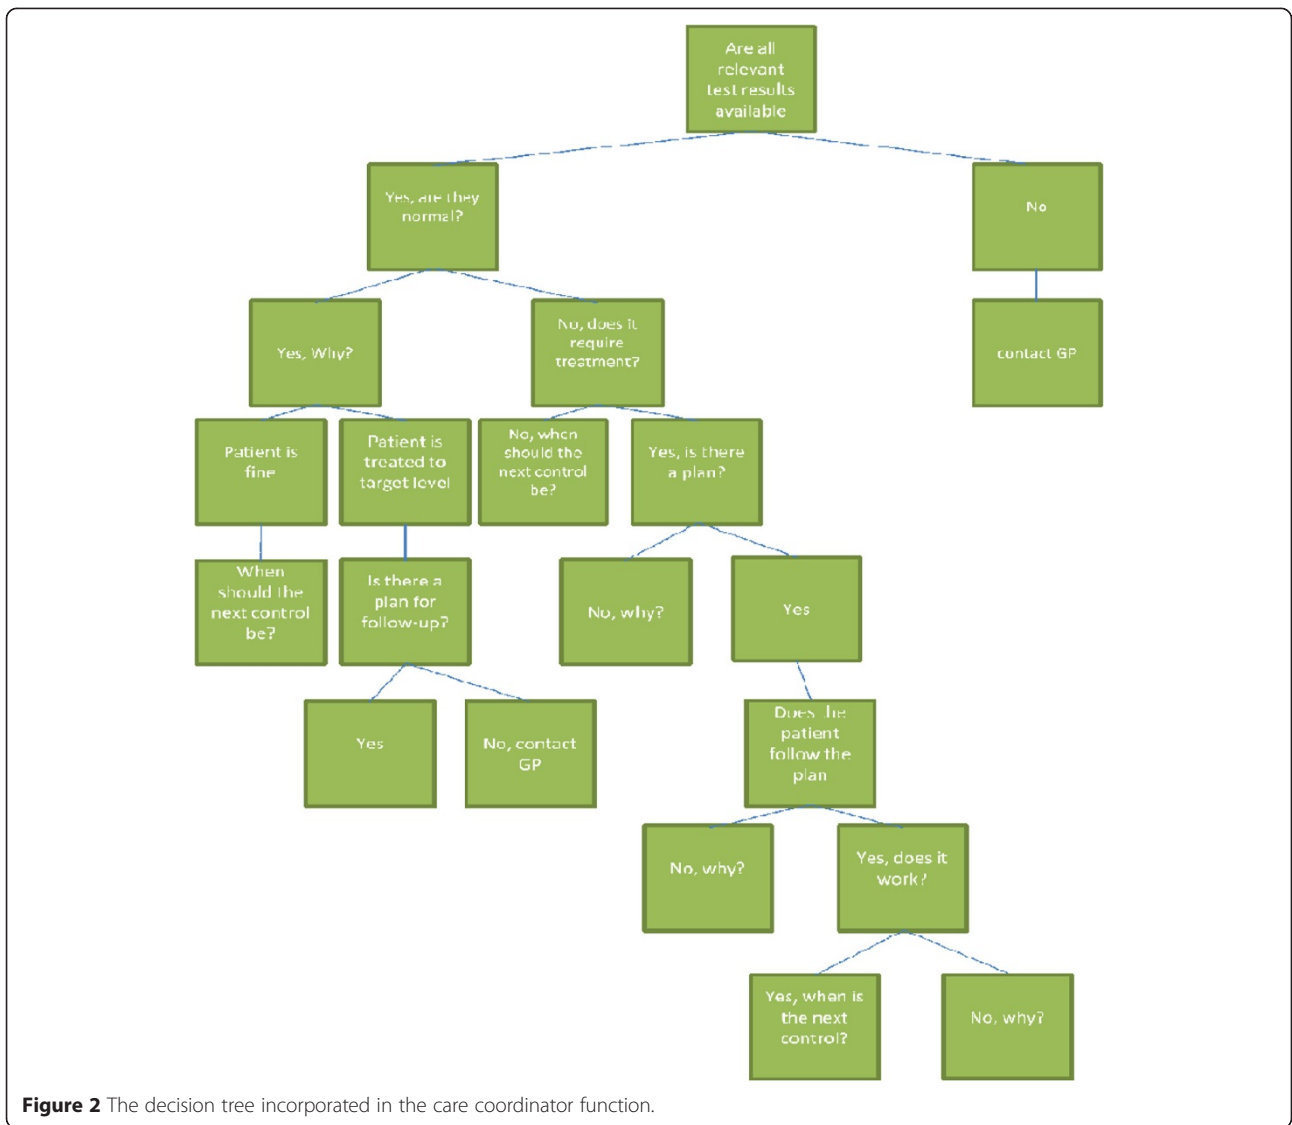 Are all
relevant
test results
available
Yes, are they
normal?
No
Yes, Why?
No, does it
require
treatment?
contact GP
Patient is
fine
Patient is
treated to
target level
No, when
should the
next control
be?
Yes, is there
a plan?
When
should the
next control
be?
Is there a
plan for
follow-up?
No, why?
Yes
Yes
No, contact
GP
Does the
patient
follow the
plan
No, why?
Yes, does it
work?
Yes, when is
the next
control?
No, why?
Figure 2 The decision tree incorporated in the care coordinator function.